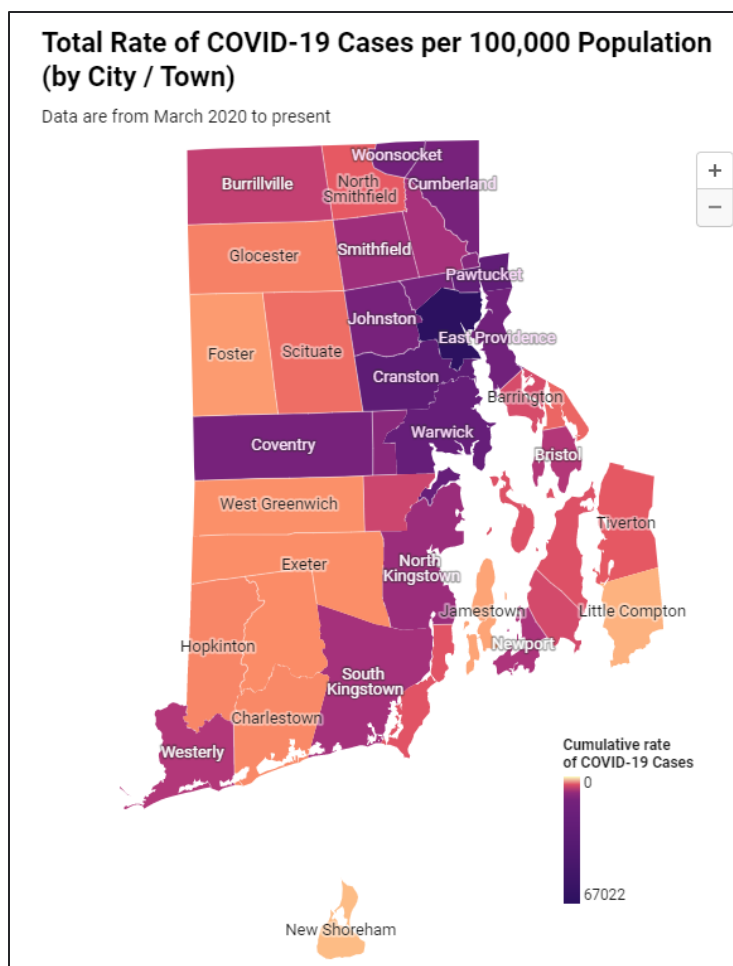 Total Rate of COVID-19 Cases per 100,000 Population
(by City / Town)
Data are from March 2020 to present
+
−
Woonsocket
Burrillville
North
Smithfield
Cumberland
Smithfield
Glocester
Pawtucket
Johnston
East Providence
Foster
Scituate
Cranston
Barrington
Warwick
Coventry
Bristol
West Greenwich
Tiverton
Exeter
North
Kingstown
Jamestown
Little Compton
Hopkinton
Newport
South
Kingstown
Charlestown
Westerly
Cumulative rate
of COVID-19 Cases
0
67022
New Shoreham